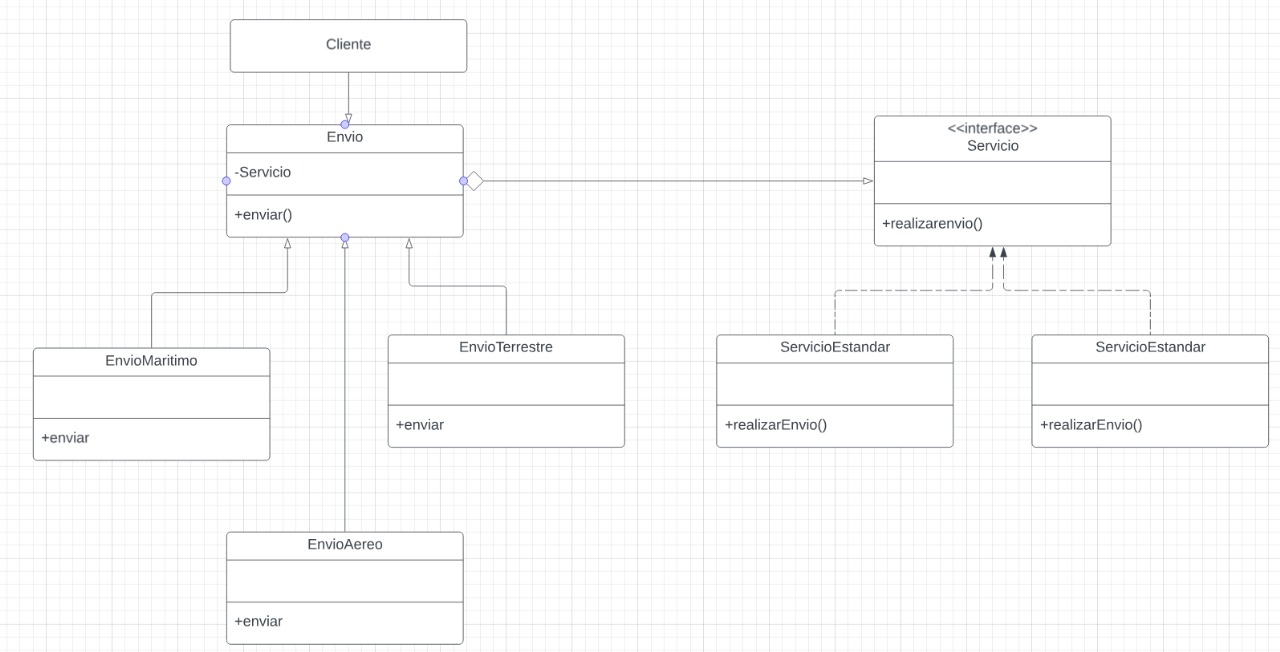 Cliente
Envio
-Servicio
+enviar()
<<interface>>
Servicio
+realizarenvio()
EnvioMaritimo
+enviar
EnvioTerrestre
+enviar
ServicioEstandar
+realizarEnvio()
ServicioEstandar
+realizarEnvio()
EnvioAereo
+enviar